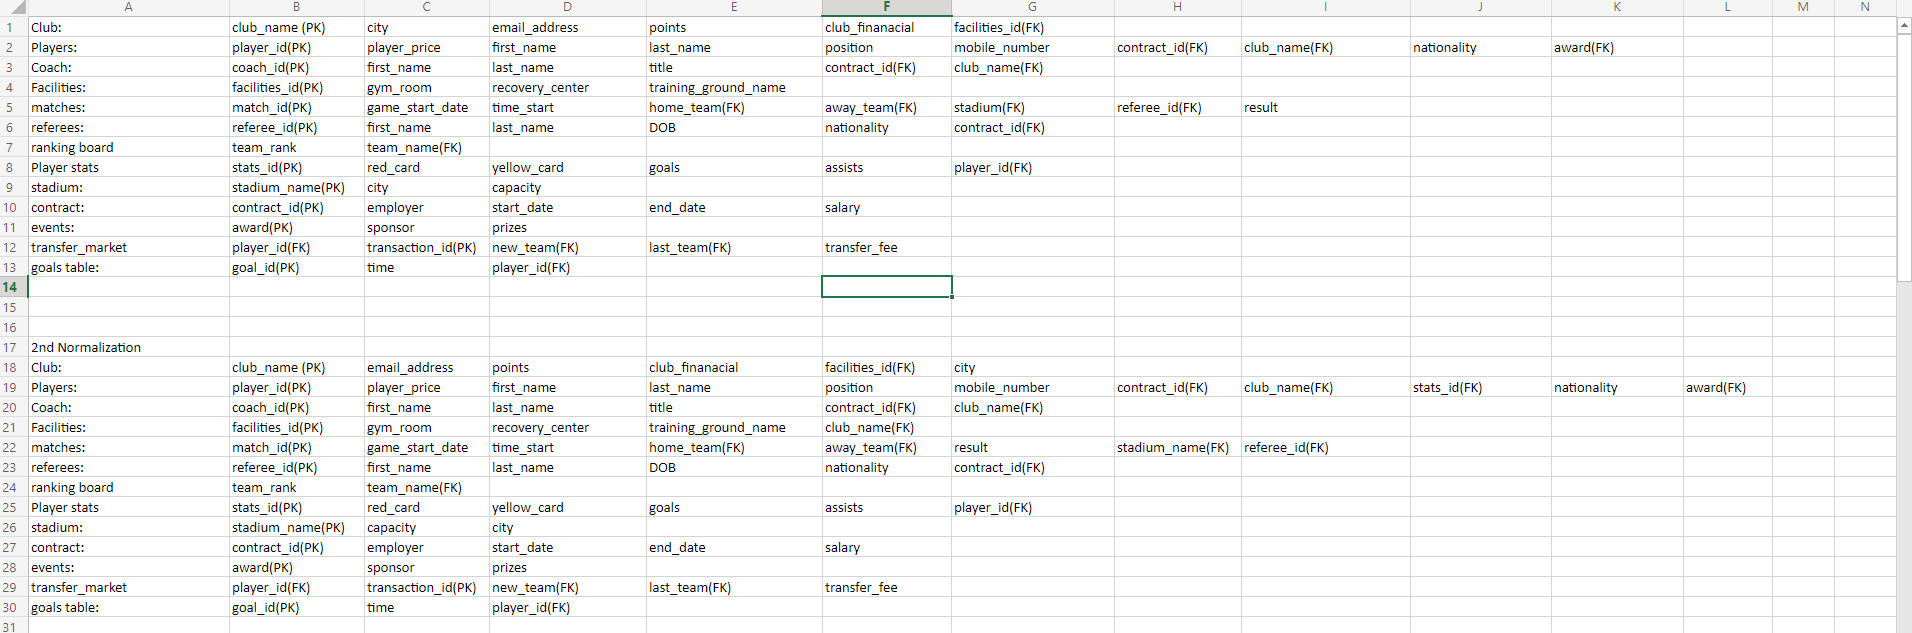 A B C D E F G H I J K L M N
1 Club: club_name (PK) city email_address points club_finanacial facilities_id(FK)
2 Players: player_id(PK) player_price first_name last_name position mobile_number contract_id(FK) club_name(FK) nationality award(FK)
3 Coach: coach_id(PK) first_name last_name title contract_id(FK) club_name(FK)
4 Facilities: facilities_id(PK) gym_room recovery_center training_ground_name
5 matches: match_id(PK) game_start_date time_start home_team(FK) away_team(FK) stadium(FK) referee_id(FK) result
6 referees: referee_id(PK) first_name last_name DOB nationality contract_id(FK)
7 ranking board team_rank team_name(FK)
8 Player stats stats_id(PK) red_card yellow_card goals assists player_id(FK)
9 stadium: stadium_name(PK) city capacity
10 contract: contract_id(PK) employer start_date end_date salary
11 events: award(PK) sponsor prizes
12 transfer_market player_id(FK) transaction_id(PK) new_team(FK) last_team(FK) transfer_fee
13 goals table: goal_id(PK) time player_id(FK)
14
15
16
17 2nd Normalization
18 Club: club_name (PK) email_address points club_finanacial facilities_id(FK) city
19 Players: player_id(PK) player_price first_name last_name position mobile_number contract_id(FK) club_name(FK) stats_id(FK) nationality award(FK)
20 Coach: coach_id(PK) first_name last_name title contract_id(FK) club_name(FK)
21 Facilities: facilities_id(PK) gym_room recovery_center training_ground_name club_name(FK)
22 matches: match_id(PK) game_start_date time_start home_team(FK) away_team(FK) result stadium_name(FK) referee_id(FK)
23 referees: referee_id(PK) first_name last_name DOB nationality contract_id(FK)
24 ranking board team_rank team_name(FK)
25 Player stats stats_id(PK) red_card yellow_card goals assists player_id(FK)
26 stadium: stadium_name(PK) capacity city
27 contract: contract_id(PK) employer start_date end_date salary
28 events: award(PK) sponsor prizes
29 transfer_market player_id(FK) transaction_id(PK) new_team(FK) last_team(FK) transfer_fee
30 goals table: goal_id(PK) time player_id(FK)
31